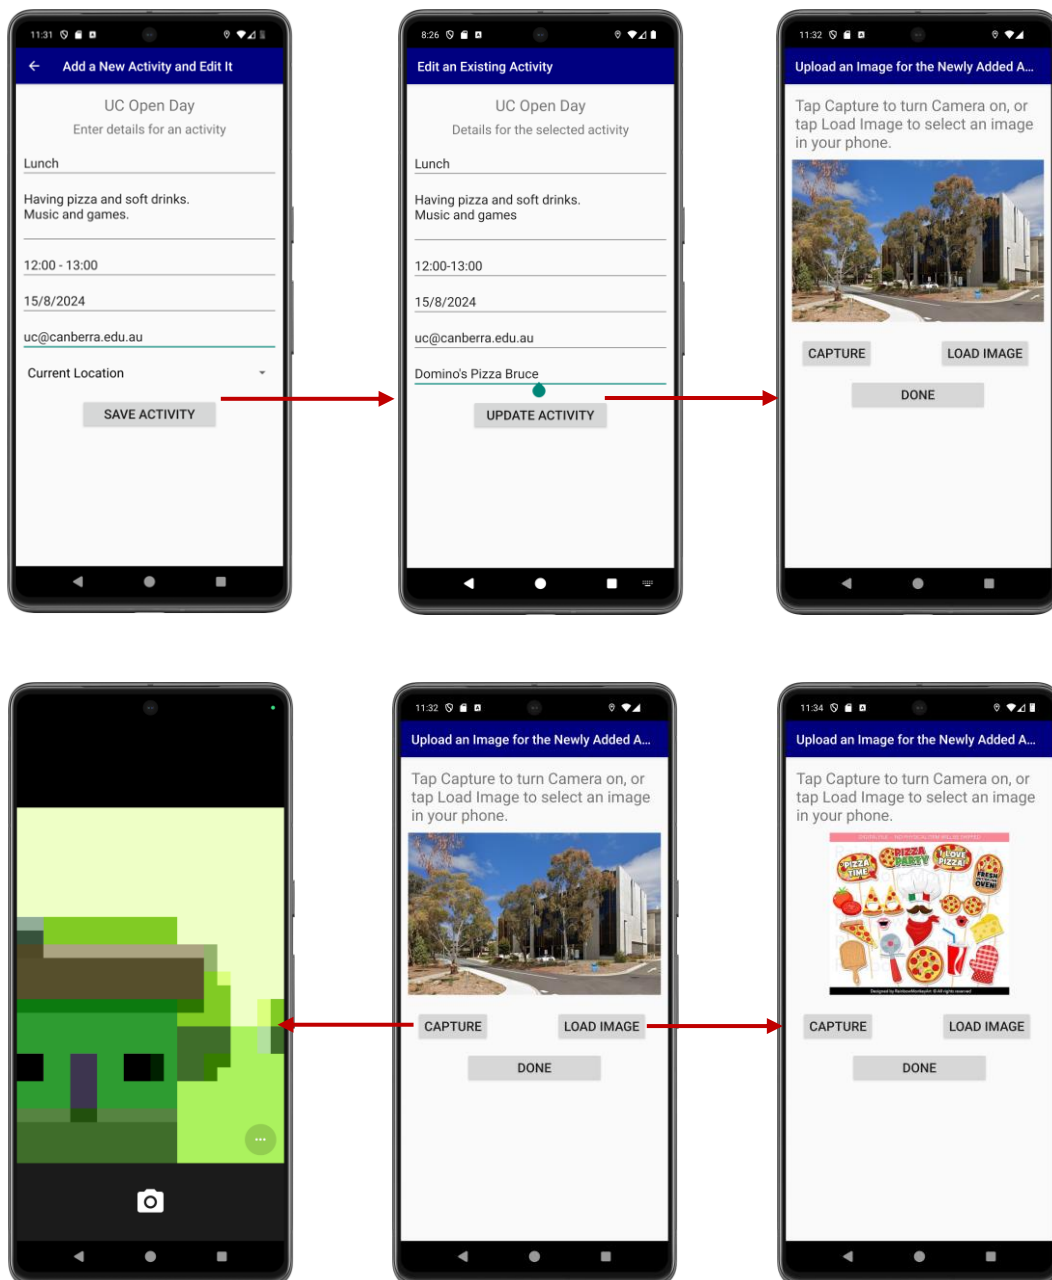 11:31
Add a New Activity and Edit It
UC Open Day
Enter details for an activity
Lunch
Having pizza and soft drinks.
Music and games.
12:00 - 13:00
15/8/2024
uc@canberra.edu.au
Current Location
SAVE ACTIVITY
8:26
Edit an Existing Activity
UC Open Day
Details for the selected activity
Lunch
Having pizza and soft drinks.
Music and games
12:00-13:00
15/8/2024
uc@canberra.edu.au
Domino's Pizza Bruce
UPDATE ACTIVITY
11:32
Upload an Image for the Newly Added A...
Tap Capture to turn Camera on, or
tap Load Image to select an image
in your phone.
CAPTURE
LOAD IMAGE
DONE
11:32
Upload an Image for the Newly Added A...
Tap Capture to turn Camera on, or
tap Load Image to select an image
in your phone.
CAPTURE
LOAD IMAGE
DONE
11:34
Upload an Image for the Newly Added A...
Tap Capture to turn Camera on, or
tap Load Image to select an image
in your phone.
PIZZA
TIME
PIZZA
PARTY
I LOVE
PIZZA!
FRESH
OVEN!
Designed by RainbowMonkeyArt © All rights reserved
CAPTURE
LOAD IMAGE
DONE